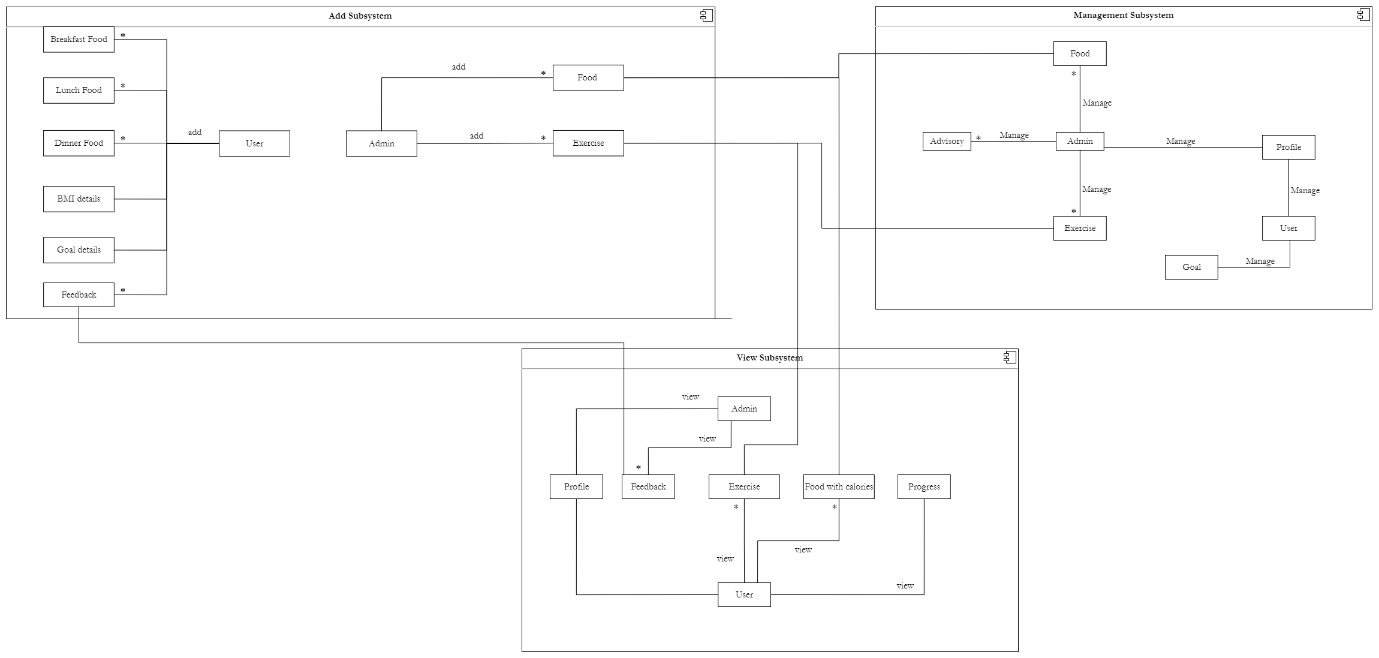 Add Subsystem
Breakfast Food
*
Lunch Food
*
Dinner Food
*
BMI details
Goal details
Feedback
*
add
User
Admin
add
*
Food
add
*
Exercise
Management Subsystem
Food
*
Manage
Advisory
*
Manage
Admin
Manage
Profile
Manage
*
Exercise
Manage
User
Goal
Manage
View Subsystem
view
Admin
view
*
Profile
Feedback
Exercise
Food with calories
Progress
*
*
view
view
view
User